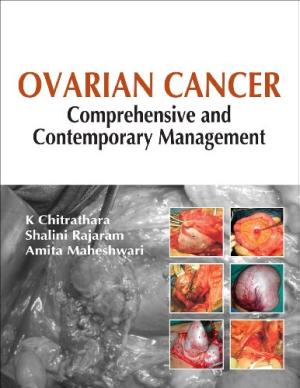 OVARIAN CANCER
Comprehensive and
Contemporary Management
K Chitrathara
Shalini Rajaram
Amita Maheshwari